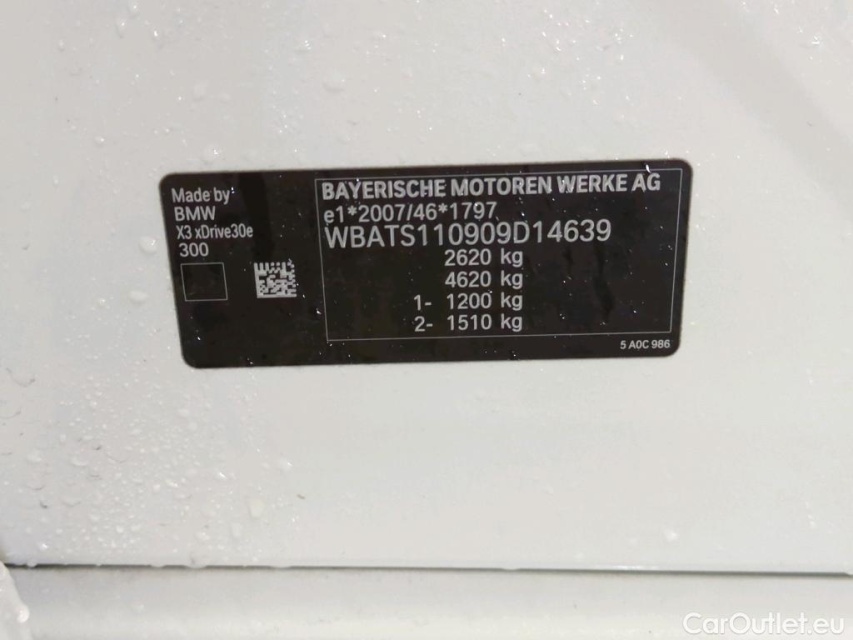 Made by
BMW
X3 xDrive30e
300
BAYERISCHE MOTOREN WERKE AG
e1*2007/46*1797
WBATS110909D14639
2620 kg
4620 kg
1- 1200 kg
2- 1510 kg
5 A0C 986
CarOutlet.eu